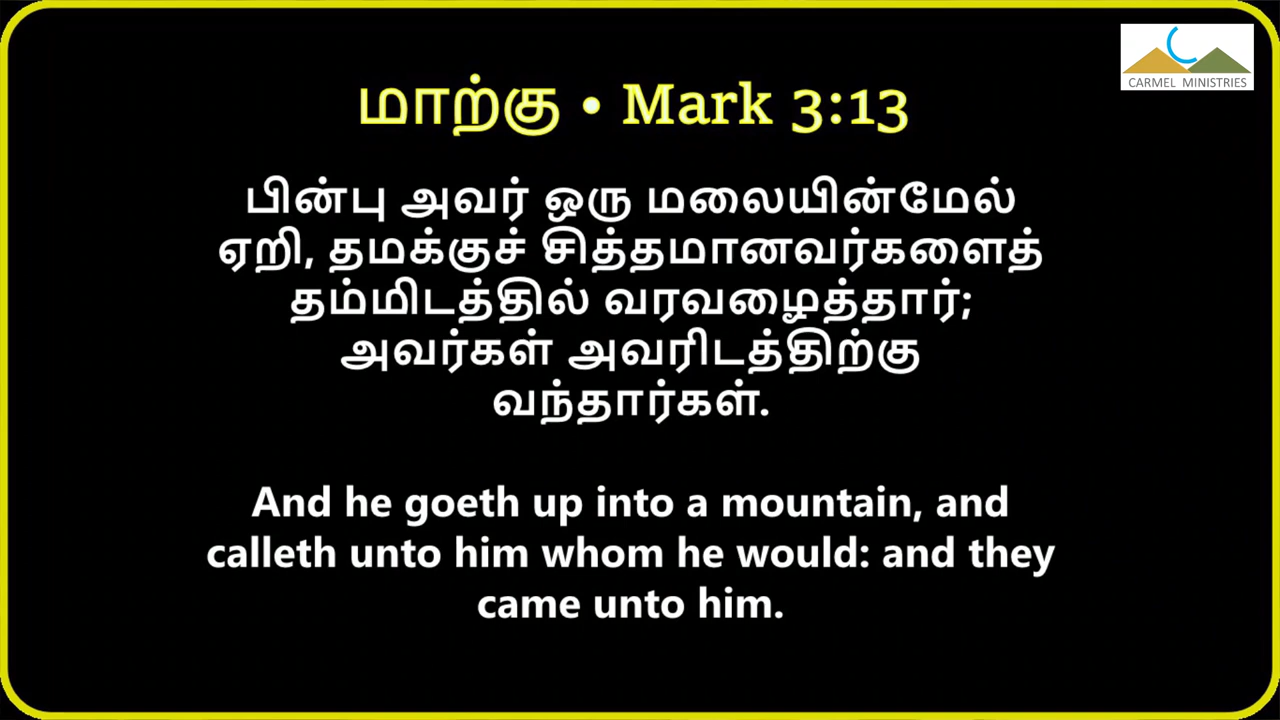 CARMEL MINISTRIES
மாற்கு • Mark 3:13
பின்பு அவர் ஒரு மலையின்மேல்
ஏறி, தமக்குச் சித்தமானவர்களைத்
தம்மிடத்தில் வரவழைத்தார்;
அவர்கள் அவரிடத்திற்கு
வந்தார்கள்.
And he goeth up into a mountain, and
calleth unto him whom he would: and they
came unto him.